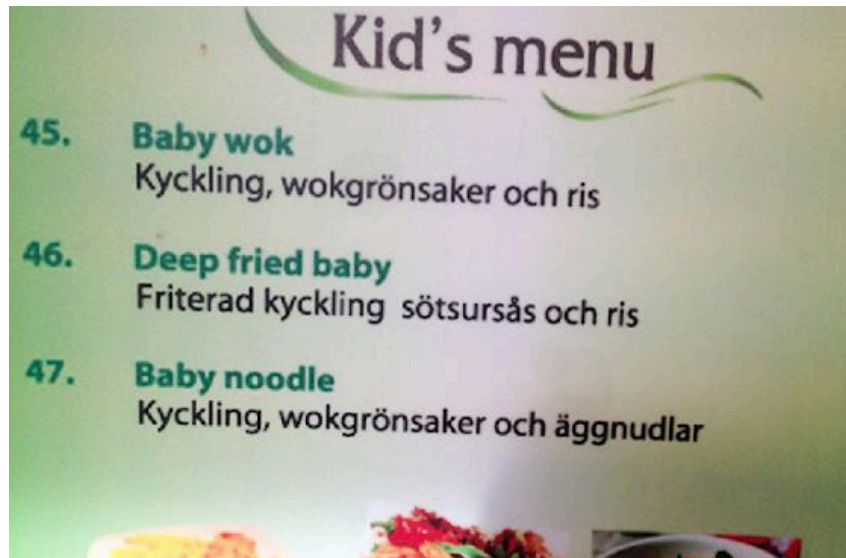 Kid's menu
45. Baby wok
Kyckling, wokgrönsaker och ris
46. Deep fried baby
Friterad kyckling sötsursås och ris
47. Baby noodle
Kyckling, wokgrönsaker och äggnudlar